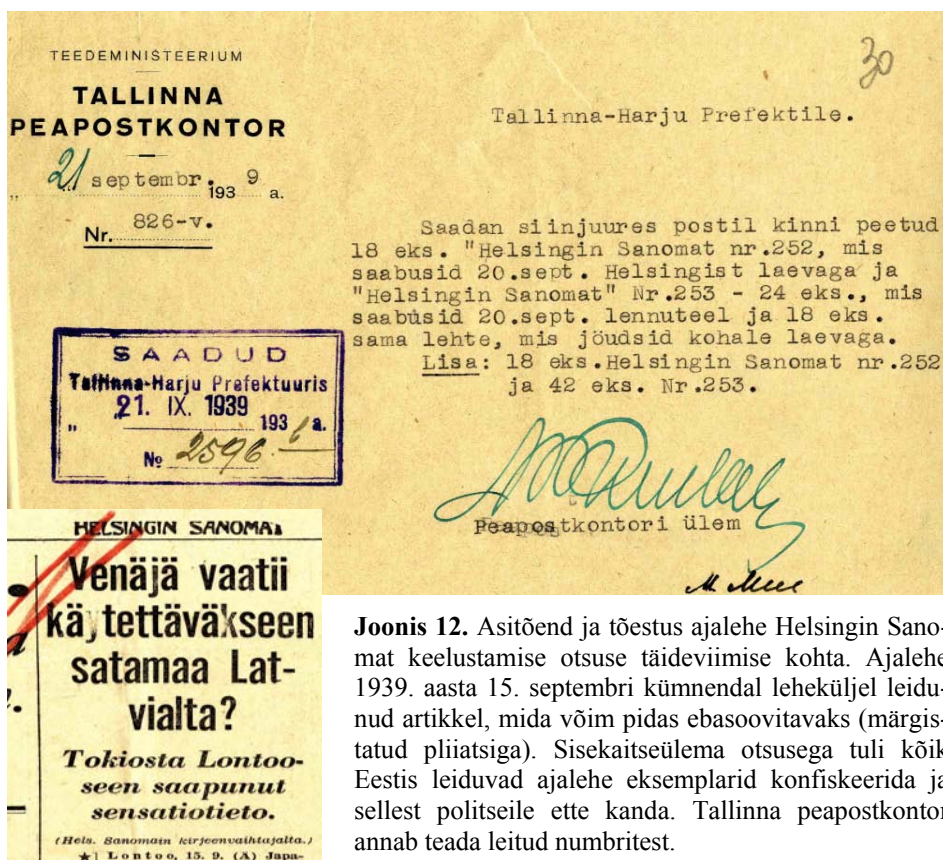 30
TEEDEMINISTEERIUM
TALLINNA
PEAPOSTKONTOR
„ 21 septembr. 193 9 a.
Nr. 826-v.
Tallinna-Harju Prefektile.
Saadan siinjuures postil kinni peetud
18 eks. "Helsingin Sanomat nr.252, mis
saabusid 20.sept. Helsingist laevaga ja
"Helsingin Sanomat" Nr.253 - 24 eks., mis
saabusid 20.sept. lennuteel ja 18 eks.
sama lehte, mis jõudsid kohale laevaga.
Lisa: 18 eks.Helsingin Sanomat nr.252
ja 42 eks. Nr.253.
Peapostkontori ülem
SAADUD
Tallinna-Harju Prefektuuris
21. IX. 1939
„ 193 a.
№ 2596
HELSINGIN SANOMA
Venäjä vaatii
käytettäväkseen
satamaa Lat-
vialta?
Tokiosta Lontoo-
seen saapunut
sensatiotieto.
(Hels. Sanomain kirjeenvaihtajalta.)
★) Lontoo, 15. 9. (A) Japa-
Joonis 12. Asitõend ja tõestus ajalehe Helsingin Sano-
mat keelustamise otsuse täideviimise kohta. Ajalehe
1939. aasta 15. septembri kümnendal leheküljel leidu-
nud artikkel, mida võim pidas ebasoovitavaks (märgis-
tatud pliiatsiga). Sisekaitseülema otsusega tuli kõik
Eestis leiduvad ajalehe eksemplarid konfiskeerida ja
sellest politseile ette kanda. Tallinna peapostkontor
annab teada leitud numbritest.